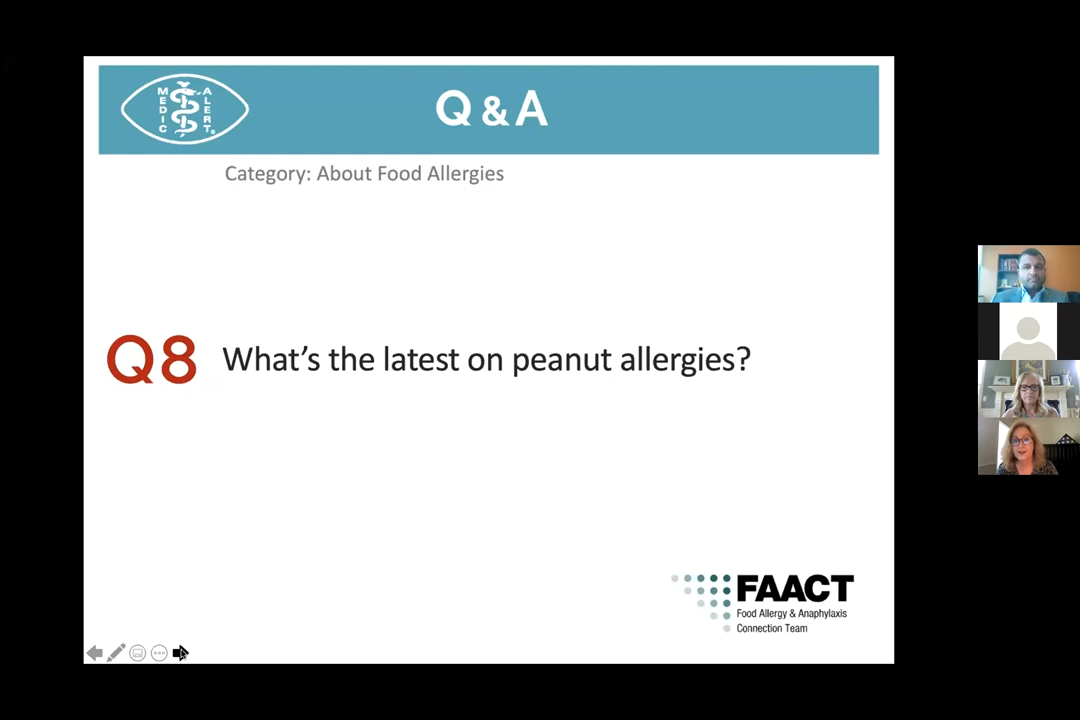 MEDIC ALERT®
Q & A
Category: About Food Allergies
Q8 What's the latest on peanut allergies?
FAACT
Food Allergy & Anaphylaxis
Connection Team